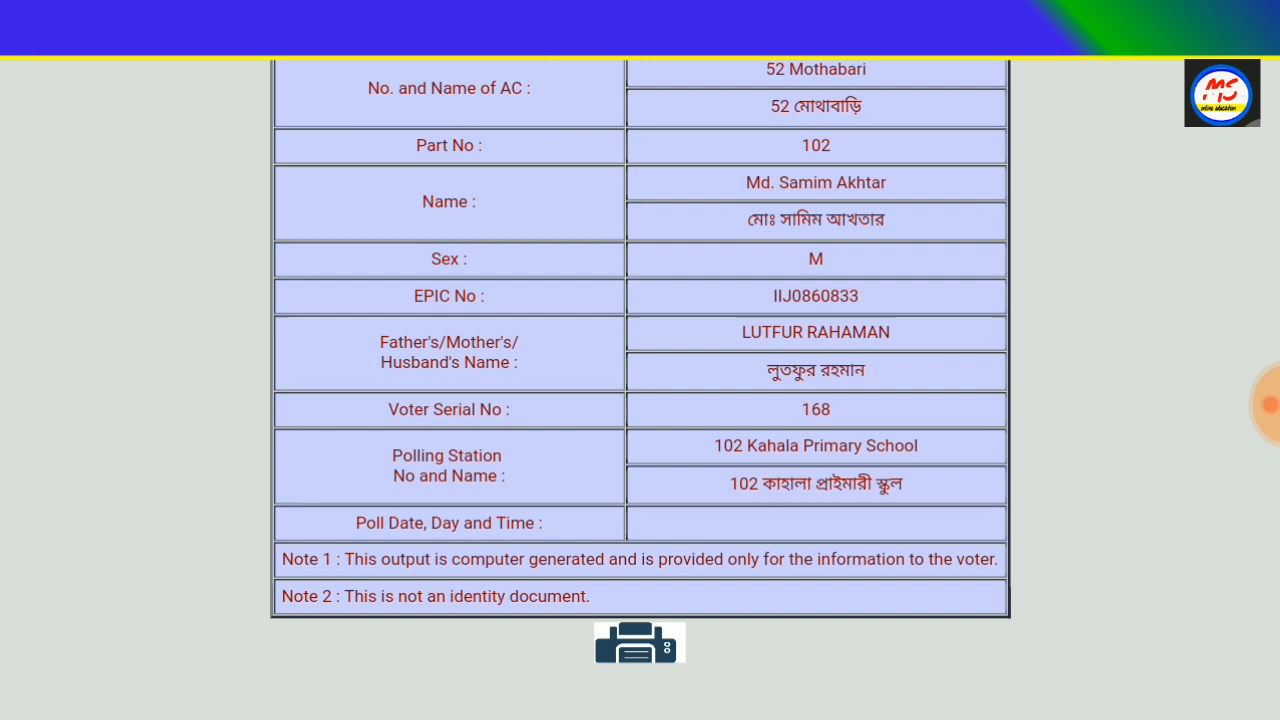 No. and Name of AC :
52 Mothabari
52 মোথাবাড়ি
Part No :
102
Name :
Md. Samim Akhtar
মোঃ সামিম আখতার
Sex :
M
EPIC No :
IIJ0860833
Father's/Mother's/
Husband's Name :
LUTFUR RAHAMAN
লুতফুর রহমান
Voter Serial No :
168
Polling Station
No and Name :
102 Kahala Primary School
102 কাহালা প্রাইমারী স্কুল
Poll Date, Day and Time :
Note 1 : This output is computer generated and is provided only for the information to the voter.
Note 2 : This is not an identity document.
MS
online education